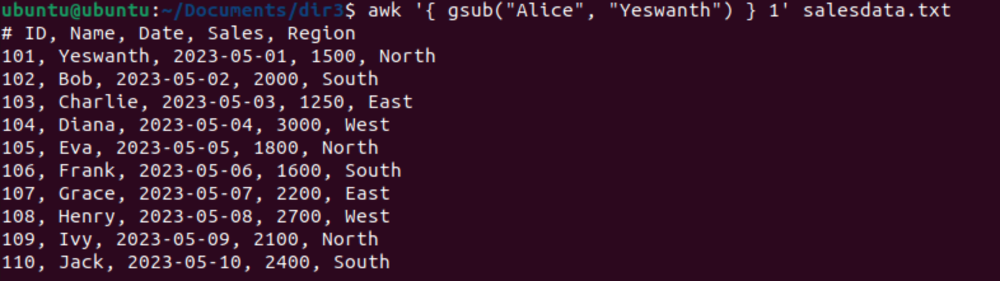 ubuntu@ubuntu:~/Documents/dir3$ awk '{ gsub("Alice", "Yeswanth") } 1' salesdata.txt
# ID, Name, Date, Sales, Region
101, Yeswanth, 2023-05-01, 1500, North
102, Bob, 2023-05-02, 2000, South
103, Charlie, 2023-05-03, 1250, East
104, Diana, 2023-05-04, 3000, West
105, Eva, 2023-05-05, 1800, North
106, Frank, 2023-05-06, 1600, South
107, Grace, 2023-05-07, 2200, East
108, Henry, 2023-05-08, 2700, West
109, Ivy, 2023-05-09, 2100, North
110, Jack, 2023-05-10, 2400, South